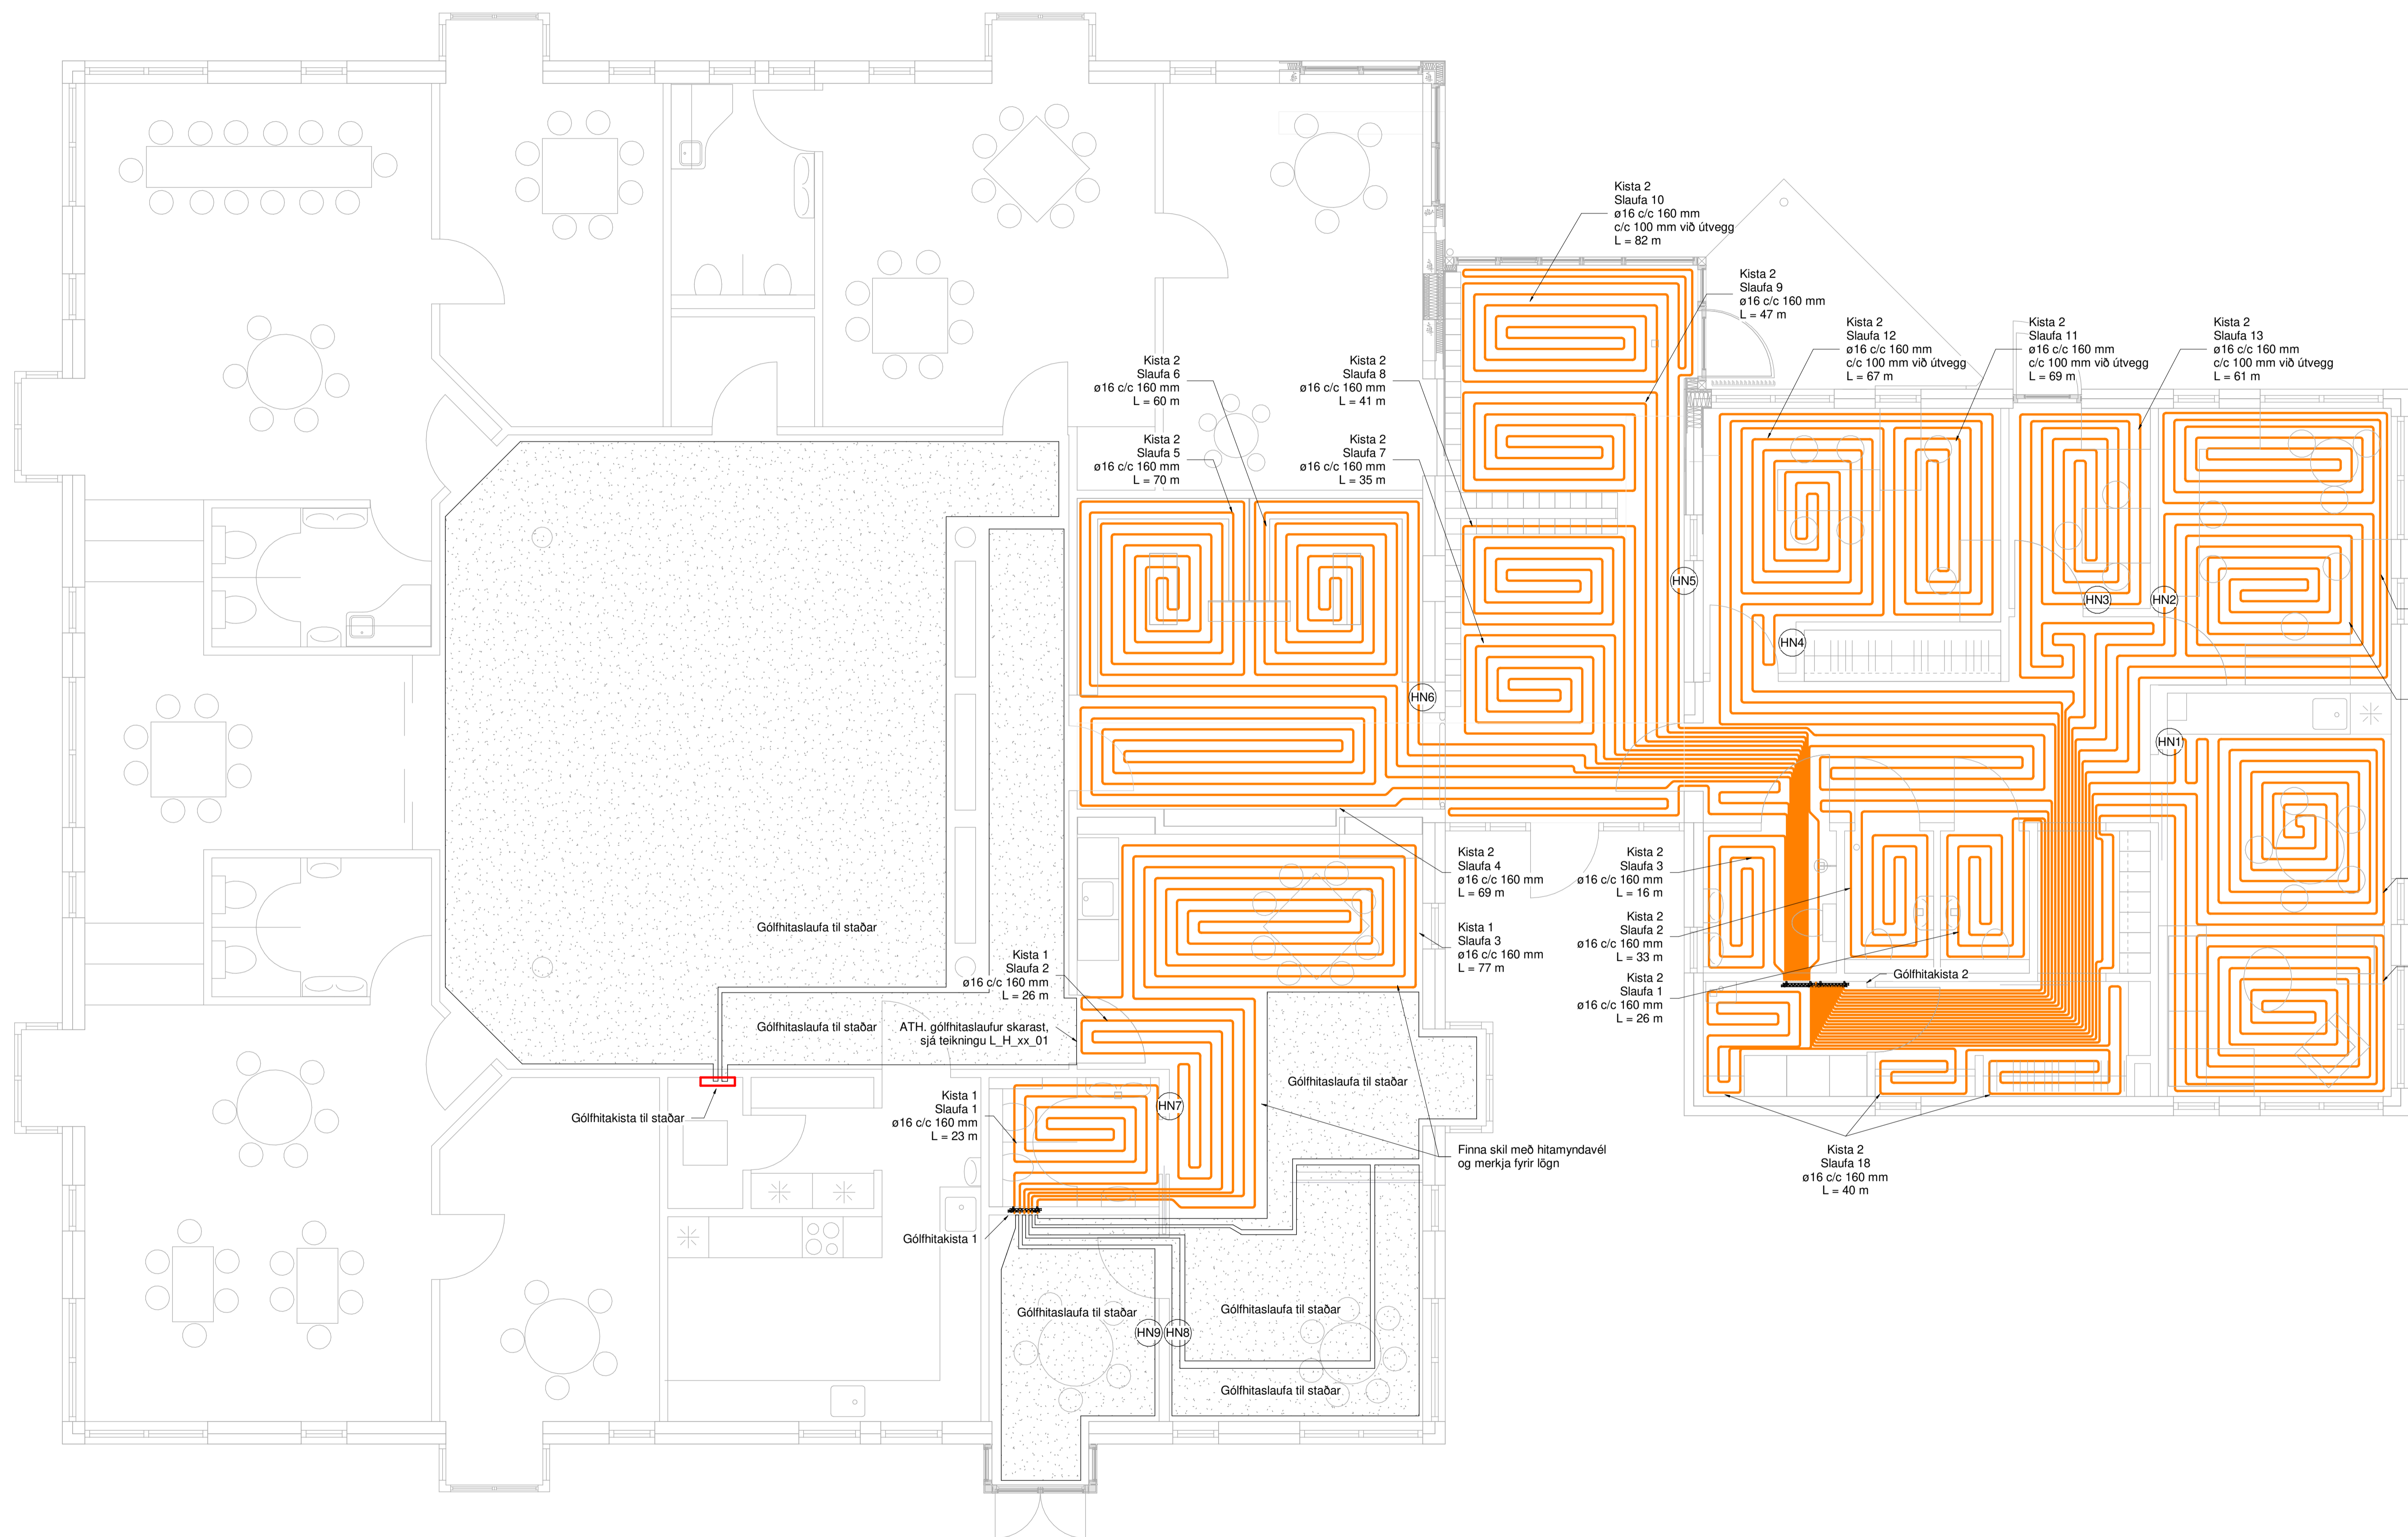 Kista 2
Slaufa 10
ø16 c/c 160 mm
c/c 100 mm við útvegg
L = 82 m
Kista 2
Slaufa 9
ø16 c/c 160 mm
L = 47 m
Kista 2
Slaufa 12
ø16 c/c 160 mm
c/c 100 mm við útvegg
L = 67 m
Kista 2
Slaufa 11
ø16 c/c 160 mm
c/c 100 mm við útvegg
L = 69 m
Kista 2
Slaufa 13
ø16 c/c 160 mm
c/c 100 mm við útvegg
L = 61 m
Kista 2
Slaufa 6
ø16 c/c 160 mm
L = 60 m
Kista 2
Slaufa 8
ø16 c/c 160 mm
L = 41 m
Kista 2
Slaufa 5
ø16 c/c 160 mm
L = 70 m
Kista 2
Slaufa 7
ø16 c/c 160 mm
L = 35 m
HN5
HN3
HN2
HN4
HN6
HN1
Kista 2
Slaufa 4
ø16 c/c 160 mm
L = 69 m
Kista 2
Slaufa 3
ø16 c/c 160 mm
L = 16 m
Kista 1
Slaufa 3
ø16 c/c 160 mm
L = 77 m
Kista 2
Slaufa 2
ø16 c/c 160 mm
L = 33 m
Kista 2
Slaufa 1
ø16 c/c 160 mm
L = 26 m
Gólfhitakista 2
Gólfhitaslaufa til staðar
Kista 1
Slaufa 2
ø16 c/c 160 mm
L = 26 m
Gólfhitaslaufa til staðar
ATH. gólfhitaslaufur skarast,
sjá teikningu L_H_xx_01
Gólfhitaslaufa til staðar
Gólfhitakista til staðar
Kista 1
Slaufa 1
ø16 c/c 160 mm
L = 23 m
HN7
Finna skil með hitamyndavél
og merkja fyrir lögn
Kista 2
Slaufa 18
ø16 c/c 160 mm
L = 40 m
Gólfhitakista 1
Gólfhitaslaufa til staðar
Gólfhitaslaufa til staðar
HN9
HN8
Gólfhitaslaufa til staðar